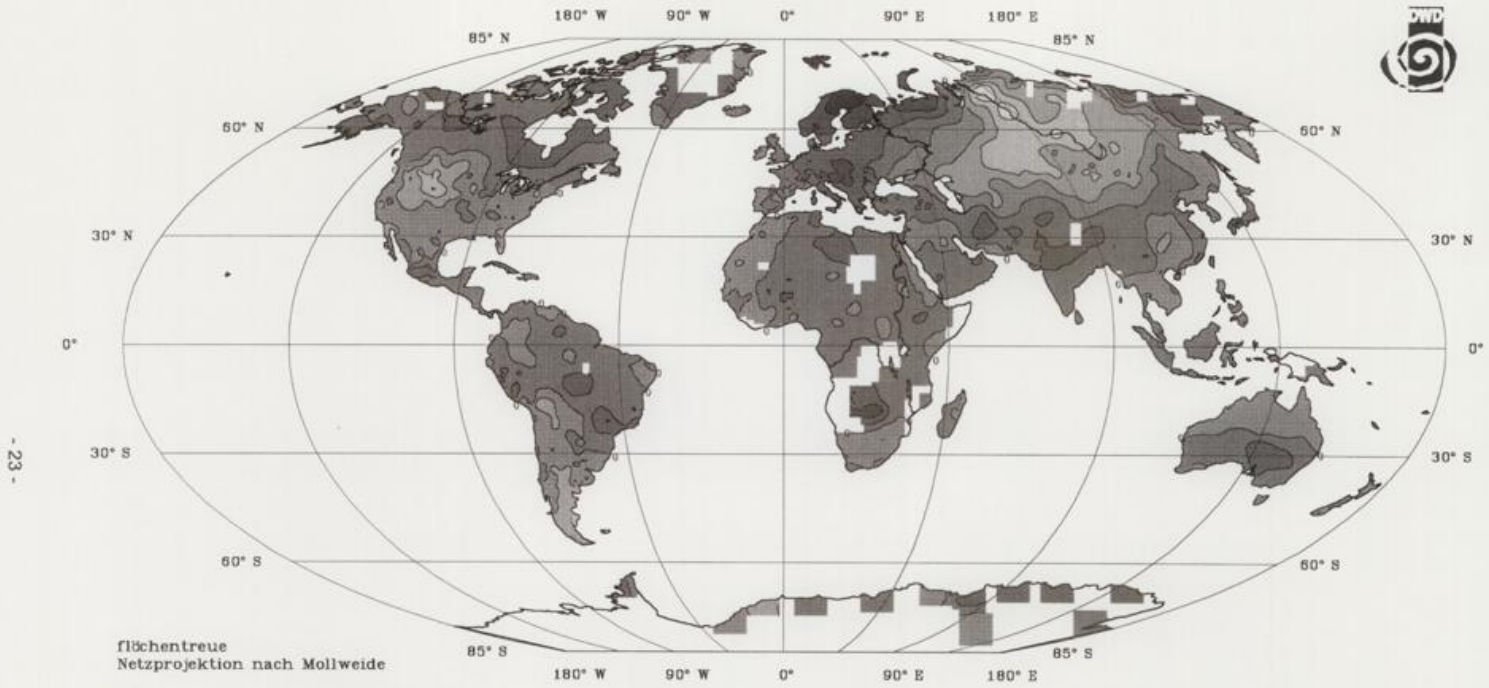 180° W 90° W 0° 90° E 180° E
DWD
85° N 85° N
60° N 60° N
30° N 30° N
0° 0°
30° S 30° S
- 23 -
60° S 60° S
flächentreue
Netzprojektion nach Mollweide
85° S 85° S
180° W 90° W 0° 90° E 180° E